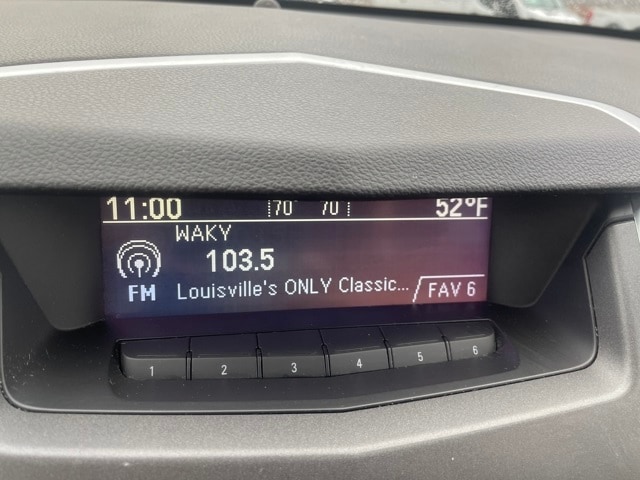 11:00 70° 70 52°F
WAKY
103.5
FM Louisville's ONLY Classic... FAV 6
1 2 3 4 5 6